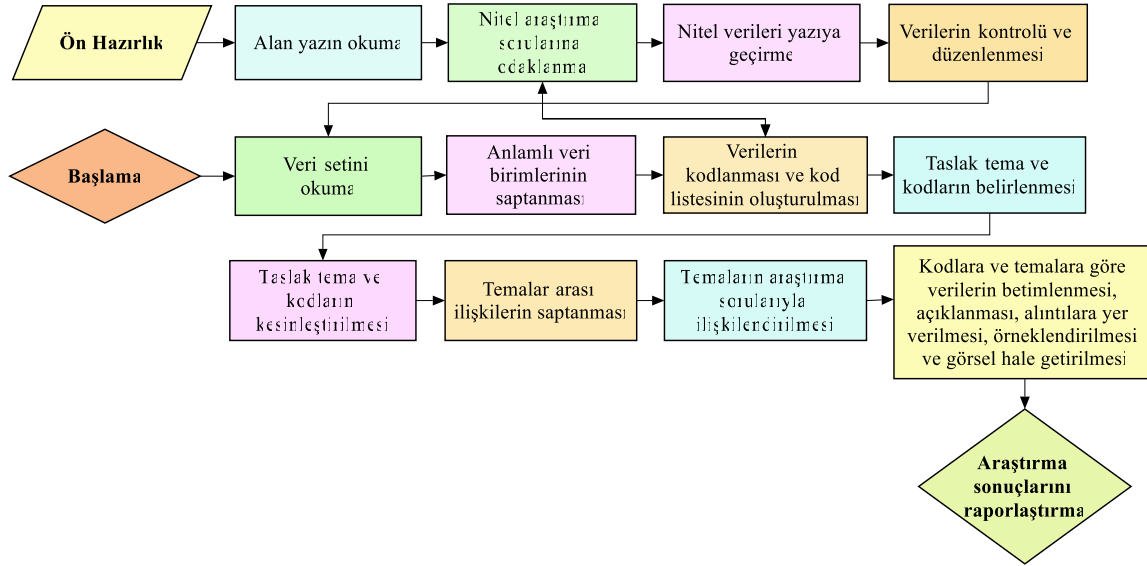 Ön Hazırlık
Alan yazın okuma
Nitel araştırma
sorularına
odaklanma
Nitel verileri yazıya
geçirme
Verilerin kontrolü ve
düzenlenmesi
Başlama
Veri setini
okuma
Anlamlı veri
birimlerinin
saptanması
Verilerin
kodlanması ve kod
listesinin oluşturulması
Taslak tema ve
kodların belirlenmesi
Taslak tema ve
kodların
kesinleştirilmesi
Temalar arası
ilişkilerin saptanması
Temaların araştırma
sorularıyla
ilişkilendirilmesi
Kodlara ve temalara göre
verilerin betimlenmesi,
açıklanması, alıntılara yer
verilmesi, örneklendirilmesi
ve görsel hale getirilmesi
Araştırma
sonuçlarını
raporlaştırma